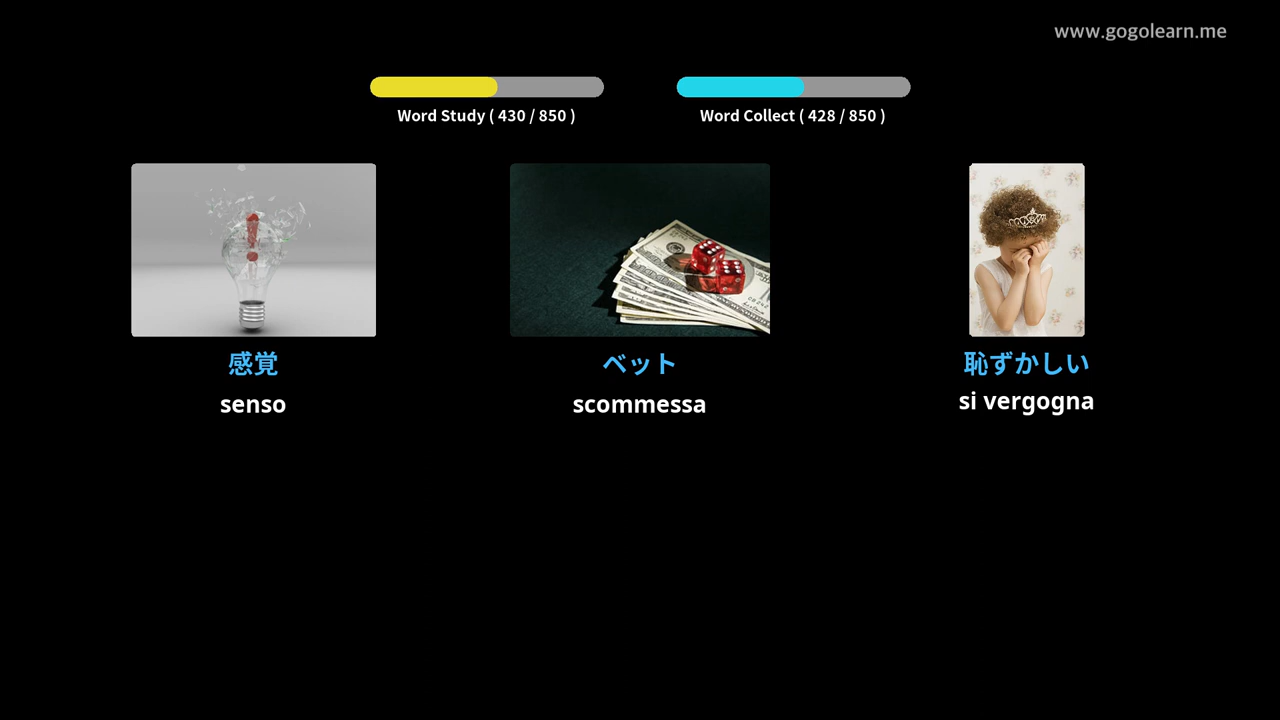 www.gogolearn.me
Word Study ( 430 / 850 )
Word Collect ( 428 / 850 )
感覚
senso
ベット
scommessa
恥ずかしい
si vergogna